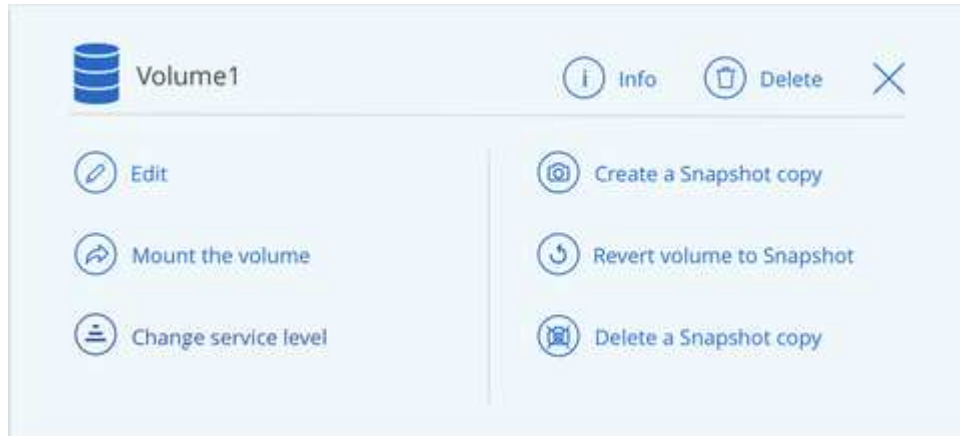 Volume1
Info
Delete
Edit
Mount the volume
Change service level
Create a Snapshot copy
Revert volume to Snapshot
Delete a Snapshot copy